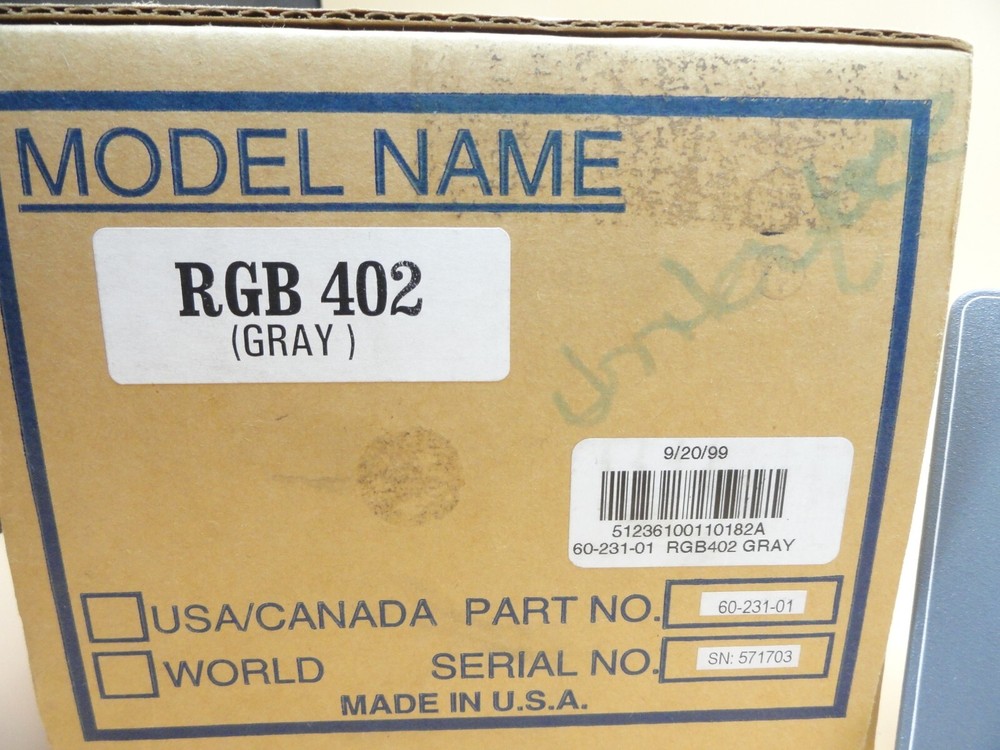 MODEL NAME
RGB 402
(GRAY )
9/20/99
51236100110182A
60-231-01 RGB402 GRAY
USA/CANADA PART NO. 60-231-01
WORLD SERIAL NO. SN: 571703
MADE IN U.S.A.